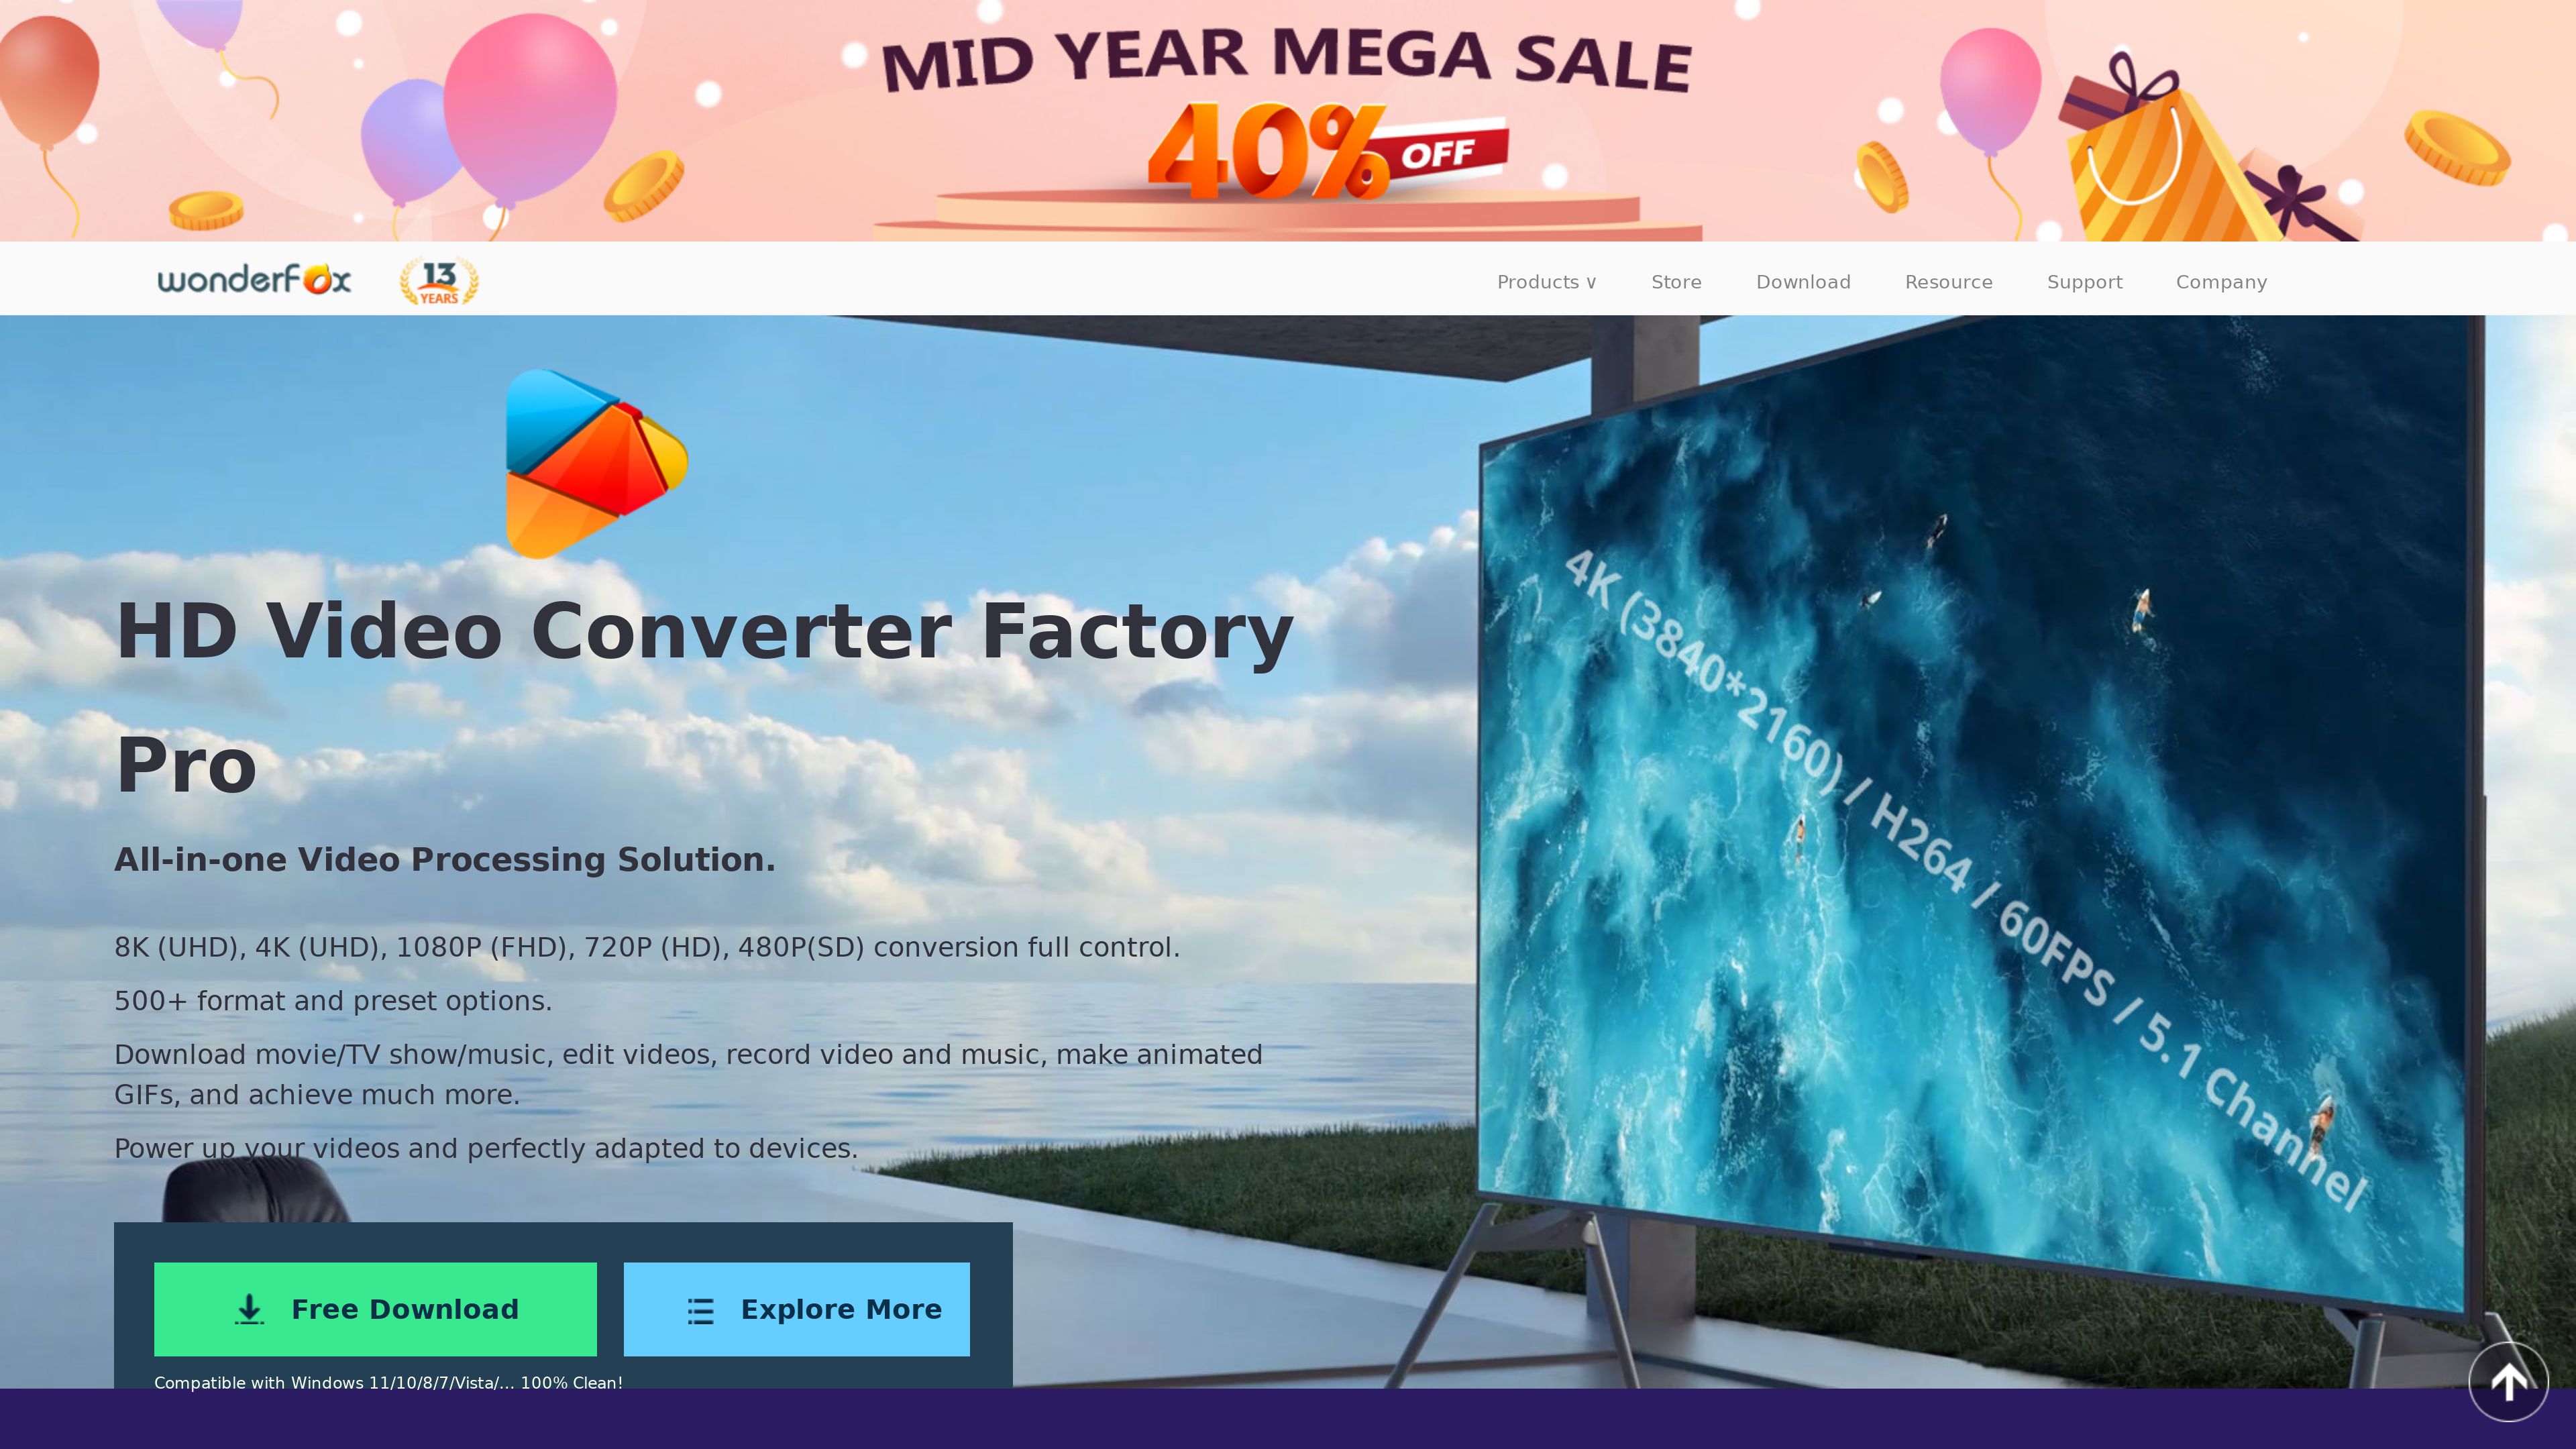 MID YEAR MEGA SALE
40% OFF
wonderfox
13
YEARS
Products ∨
Store
Download
Resource
Support
Company
HD Video Converter Factory
Pro
All-in-one Video Processing Solution.
8K (UHD), 4K (UHD), 1080P (FHD), 720P (HD), 480P(SD) conversion full control.
500+ format and preset options.
Download movie/TV show/music, edit videos, record video and music, make animated
GIFs, and achieve much more.
Power up your videos and perfectly adapted to devices.
Free Download
Explore More
Compatible with Windows 11/10/8/7/Vista/... 100% Clean!
4K (3840*2160) / H264 / 60FPS / 5.1 Channel